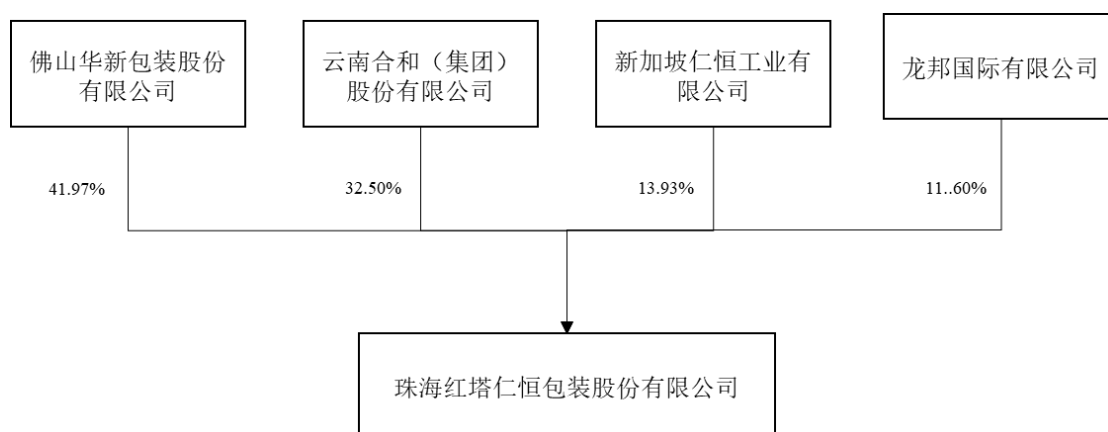 佛山华新包装股份
有限公司
云南合和（集团）
股份有限公司
新加坡仁恒工业有
限公司
龙邦国际有限公司
41.97%
32.50%
13.93%
11..60%
珠海红塔仁恒包装股份有限公司